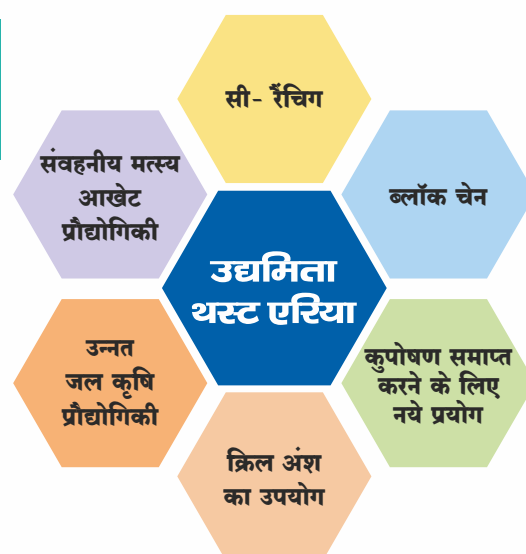 सी- रैंचिग
संवहनीय मत्स्य
आखेट
प्रौद्योगिकी
ब्लॉक चेन
उद्यमिता
थस्ट एरिया
उन्नत
जल कृषि
प्रौद्योगिकी
कुपोषण समाप्त
करने के लिए
नये प्रयोग
क्रिल अंश
का उपयोग